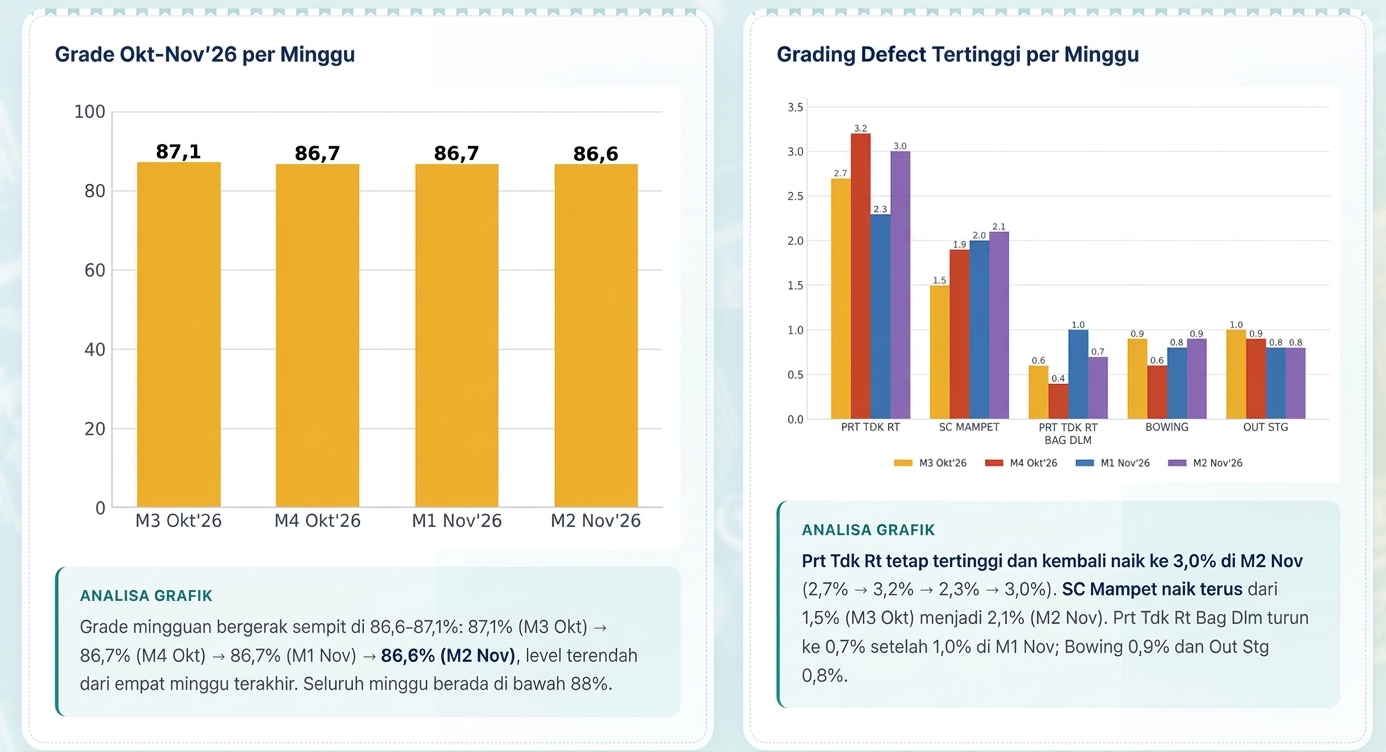 Grade Okt-Nov'26 per Minggu
100
80
60
40
20
0
87,1
86,7
86,7
86,6
M3 Okt'26
M4 Okt'26
M1 Nov'26
M2 Nov'26
ANALISA GRAFIK
Grade mingguan bergerak sempit di 86,6–87,1%: 87,1% (M3 Okt) →
86,7% (M4 Okt) → 86,7% (M1 Nov) → 86,6% (M2 Nov), level terendah
dari empat minggu terakhir. Seluruh minggu berada di bawah 88%.
Grading Defect Tertinggi per Minggu
3.5
3.0
2.5
2.0
1.5
1.0
0.5
0.0
2.7
3.2
2.3
3.0
1.5
1.9
2.0
2.1
0.6
0.4
1.0
0.7
0.9
0.6
0.8
0.9
1.0
0.9
0.8
0.8
PRT TDK RT
SC MAMPET
PRT TDK RT
BAG DLM
BOWING
OUT STG
M3 Okt'26
M4 Okt'26
M1 Nov'26
M2 Nov'26
ANALISA GRAFIK
Prt Tdk Rt tetap tertinggi dan kembali naik ke 3,0% di M2 Nov
(2,7% → 3,2% → 2,3% → 3,0%). SC Mampet naik terus dari
1,5% (M3 Okt) menjadi 2,1% (M2 Nov). Prt Tdk Rt Bag Dlm turun
ke 0,7% setelah 1,0% di M1 Nov; Bowing 0,9% dan Out Stg
0,8%.